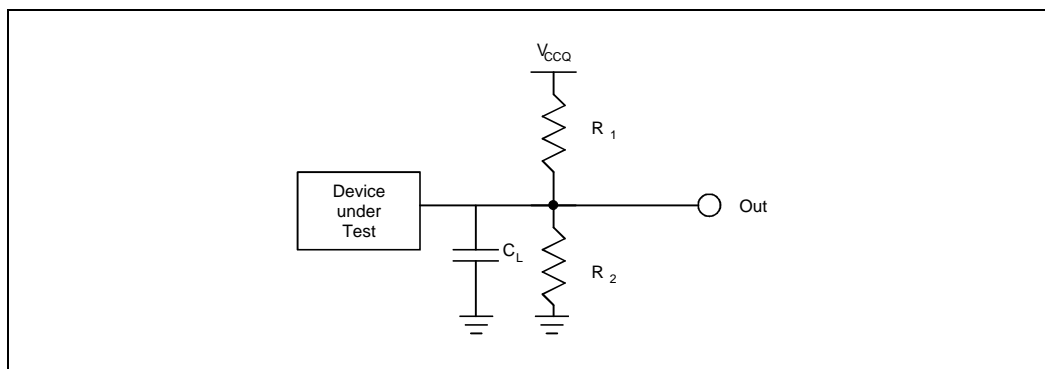 VCCQ
R 1
Device
under
Test
Out
CL
R 2